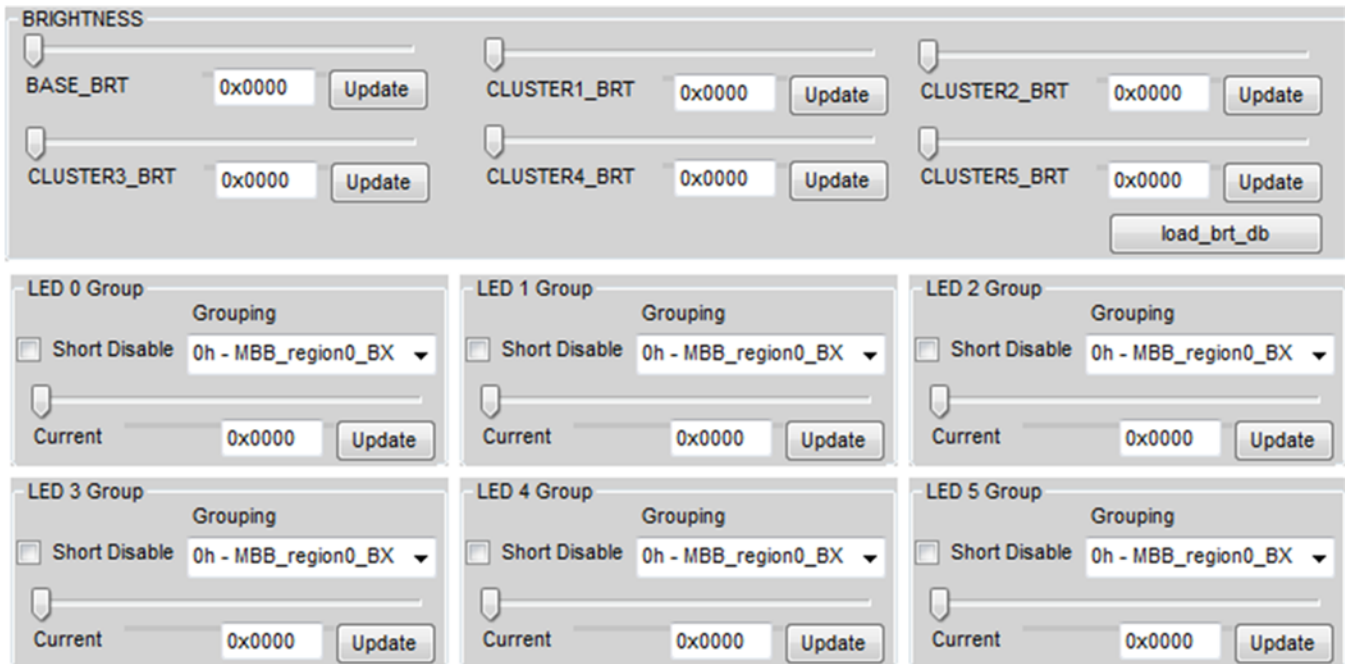 BRIGHTNESS
BASE_BRT 0x0000 Update CLUSTER1_BRT 0x0000 Update CLUSTER2_BRT 0x0000 Update
CLUSTER3_BRT 0x0000 Update CLUSTER4_BRT 0x0000 Update CLUSTER5_BRT 0x0000 Update
load_brt_db
LED 0 Group LED 1 Group LED 2 Group
Grouping Grouping Grouping
Short Disable 0h - MBB_region0_BX Short Disable 0h - MBB_region0_BX Short Disable 0h - MBB_region0_BX
Current 0x0000 Update Current 0x0000 Update Current 0x0000 Update
LED 3 Group LED 4 Group LED 5 Group
Grouping Grouping Grouping
Short Disable 0h - MBB_region0_BX Short Disable 0h - MBB_region0_BX Short Disable 0h - MBB_region0_BX
Current 0x0000 Update Current 0x0000 Update Current 0x0000 Update